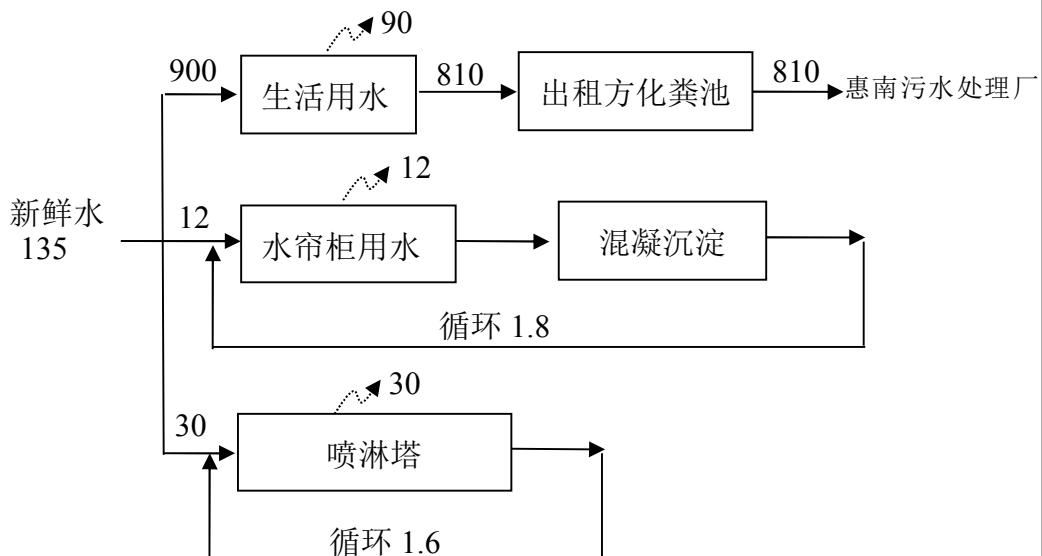 90
900
生活用水
810
出租方化粪池
810
惠南污水处理厂
12
新鲜水
135
12
水帘柜用水
混凝沉淀
循环 1.8
30
30
喷淋塔
循环 1.6